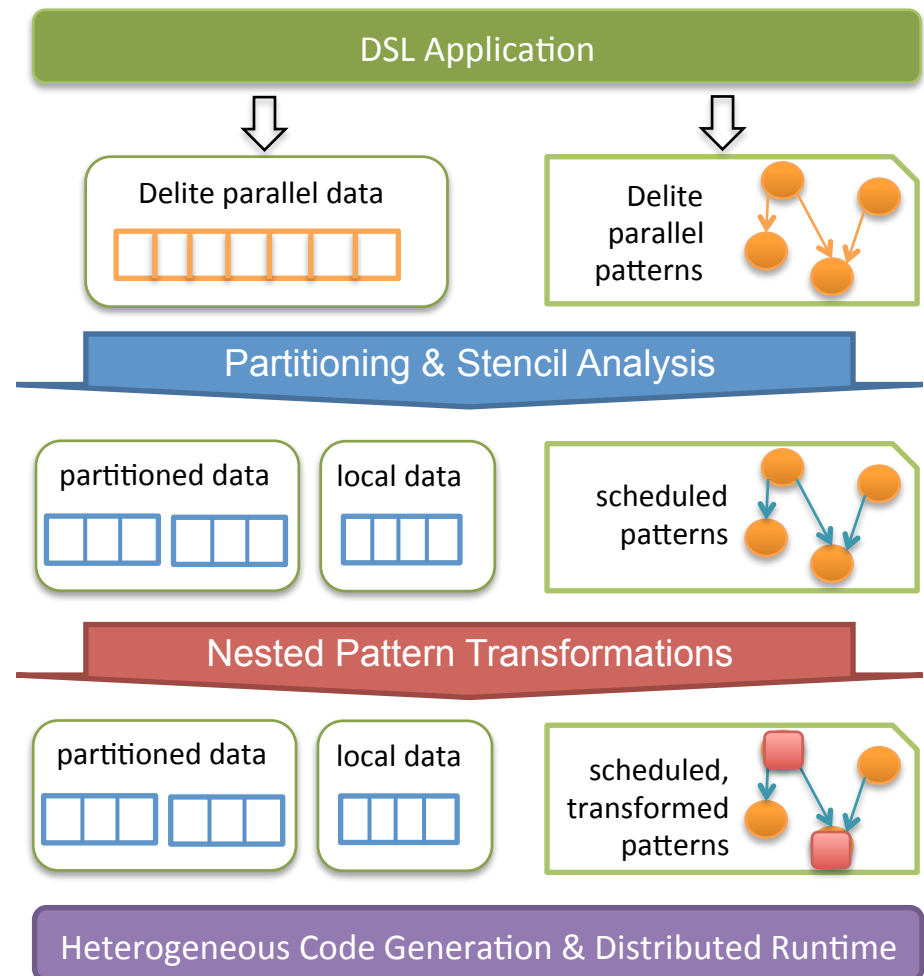 DSL Application
Delite parallel data
Delite
parallel
patterns
Partitioning & Stencil Analysis
partitioned data
local data
scheduled
patterns
Nested Pattern Transformations
partitioned data
local data
scheduled,
transformed
patterns
Heterogeneous Code Generation & Distributed Runtime